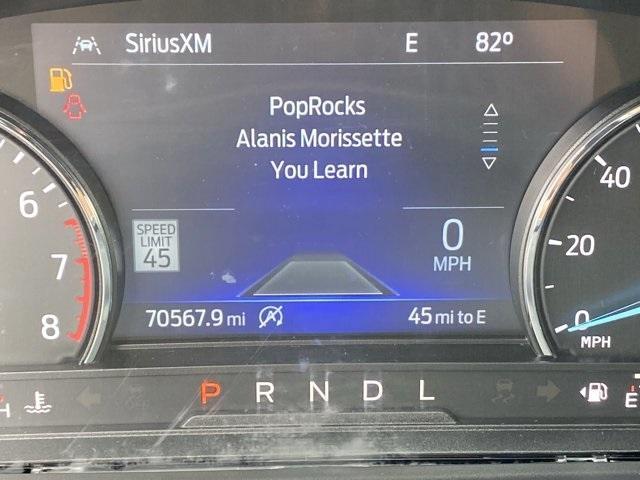 SiriusXM E 82º
PopRocks
Alanis Morissette
You Learn
SPEED
LIMIT
45
0
MPH
70567.9 mi
45 mi to E
6
7
8
40
20
0
MPH
H
P R N D L
E